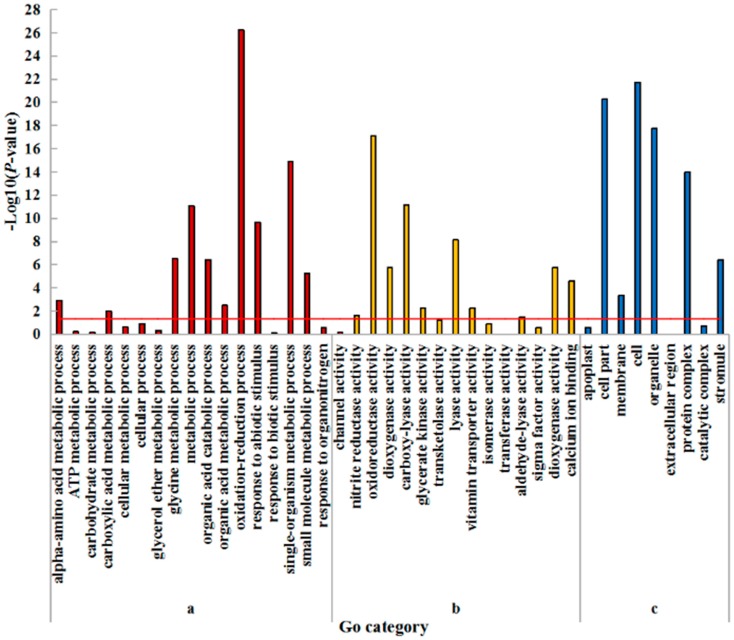 28
26
24
22
20
18
16
14
12
10
8
6
4
2
0
-Log10(P-value)
alpha-amino acid metabolic process
ATP metabolic process
carbohydrate metabolic process
carboxylic acid metabolic process
cellular metabolic process
cellular process
glycerol ether metabolic process
glycine metabolic process
metabolic process
organic acid catabolic process
organic acid metabolic process
oxidation-reduction process
response to abiotic stimulus
response to biotic stimulus
single-organism metabolic process
small molecule metabolic process
response to organonitrogen
channel activity
nitrite reductase activity
oxidoreductase activity
dioxygenase activity
carboxy-lyase activity
glycerate kinase activity
transketolase activity
lyase activity
vitamin transporter activity
isomerase activity
transferase activity
aldehyde-lyase activity
sigma factor activity
dioxygenase activity
calcium ion binding
apoplast
cell part
membrane
cell
organelle
extracellular region
protein complex
catalytic complex
stromule
a
b
c
Go category